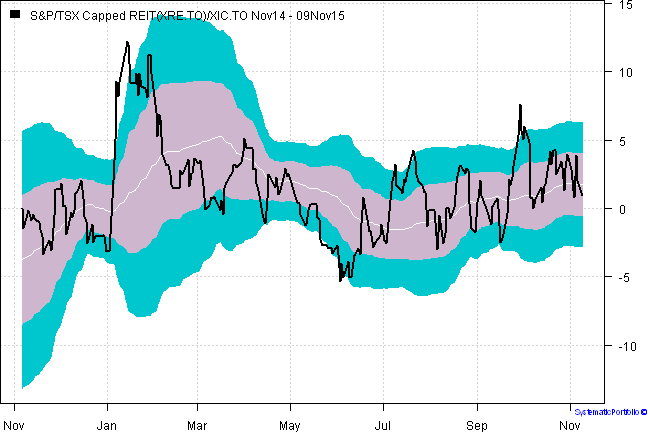 S&P/TSX Capped REIT(XRE.TO)/XIC.TO Nov14 - 09Nov15
15
10
5
0
-5
-10
Nov Jan Mar May Jul Sep Nov
SystematicPortfolio ©